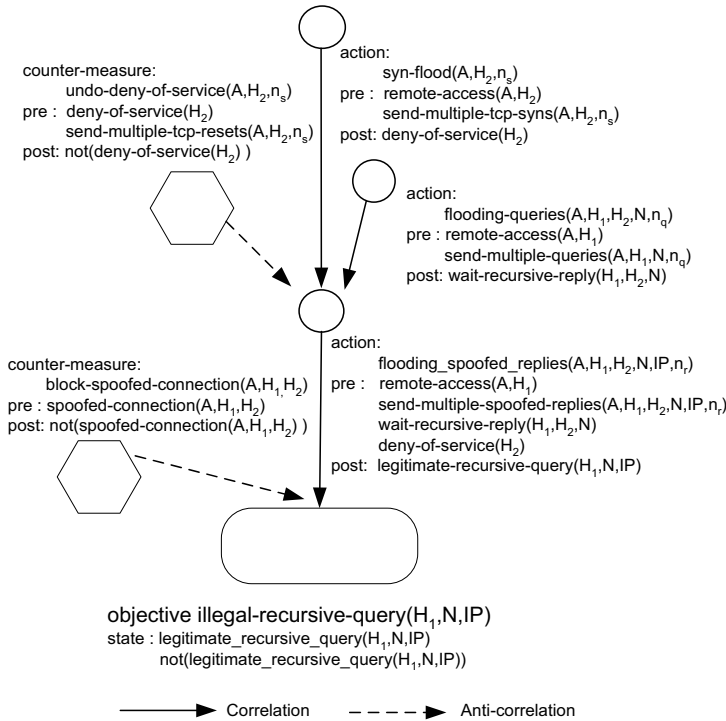 action:
syn-flood(A,H₂,nₛ)
pre : remote-access(A,H₂)
send-multiple-tcp-syns(A,H₂,nₛ)
post: deny-of-service(H₂)
counter-measure:
undo-deny-of-service(A,H₂,nₛ)
pre : deny-of-service(H₂)
send-multiple-tcp-resets(A,H₂,nₛ)
post: not(deny-of-service(H₂) )
action:
flooding-queries(A,H₁,H₂,N,n_q)
pre : remote-access(A,H₁)
send-multiple-queries(A,H₁,N,n_q)
post: wait-recursive-reply(H₁,H₂,N)
action:
flooding_spoofed_replies(A,H₁,H₂,N,IP,nᵣ)
pre : remote-access(A,H₁)
send-multiple-spoofed-replies(A,H₁,H₂,N,IP,nᵣ)
wait-recursive-reply(H₁,H₂,N)
deny-of-service(H₂)
post: legitimate-recursive-query(H₁,N,IP)
counter-measure:
block-spoofed-connection(A,H₁,H₂)
pre : spoofed-connection(A,H₁,H₂)
post: not(spoofed-connection(A,H₁,H₂) )
objective illegal-recursive-query(H₁,N,IP)
state : legitimate_recursive_query(H₁,N,IP)
not(legitimate_recursive_query(H₁,N,IP))
Correlation
Anti-correlation